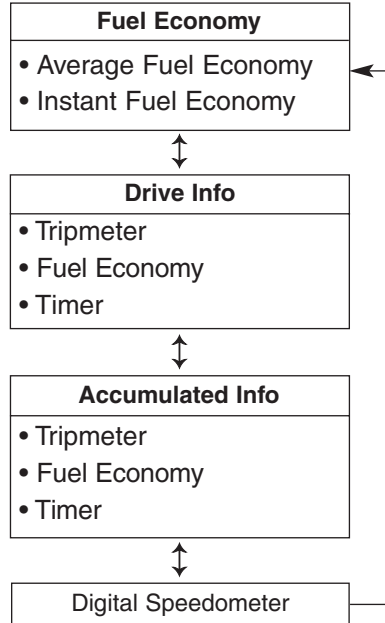 Fuel Economy
• Average Fuel Economy
• Instant Fuel Economy
Drive Info
• Tripmeter
• Fuel Economy
• Timer
Accumulated Info
• Tripmeter
• Fuel Economy
• Timer
Digital Speedometer